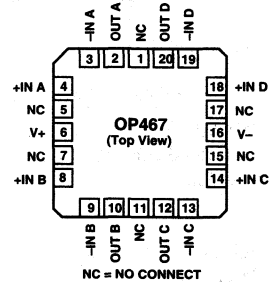 –IN A
OUT A
NC
OUT D
–IN D
3 2 1 20 19
+IN A 4
NC 5
V+ 6
NC 7
+IN B 8
OP467
(Top View)
18 +IN D
17 NC
16 V–
15 NC
14 +IN C
9 10 11 12 13
–IN B
OUT B
NC
OUT C
–IN C
NC = NO CONNECT